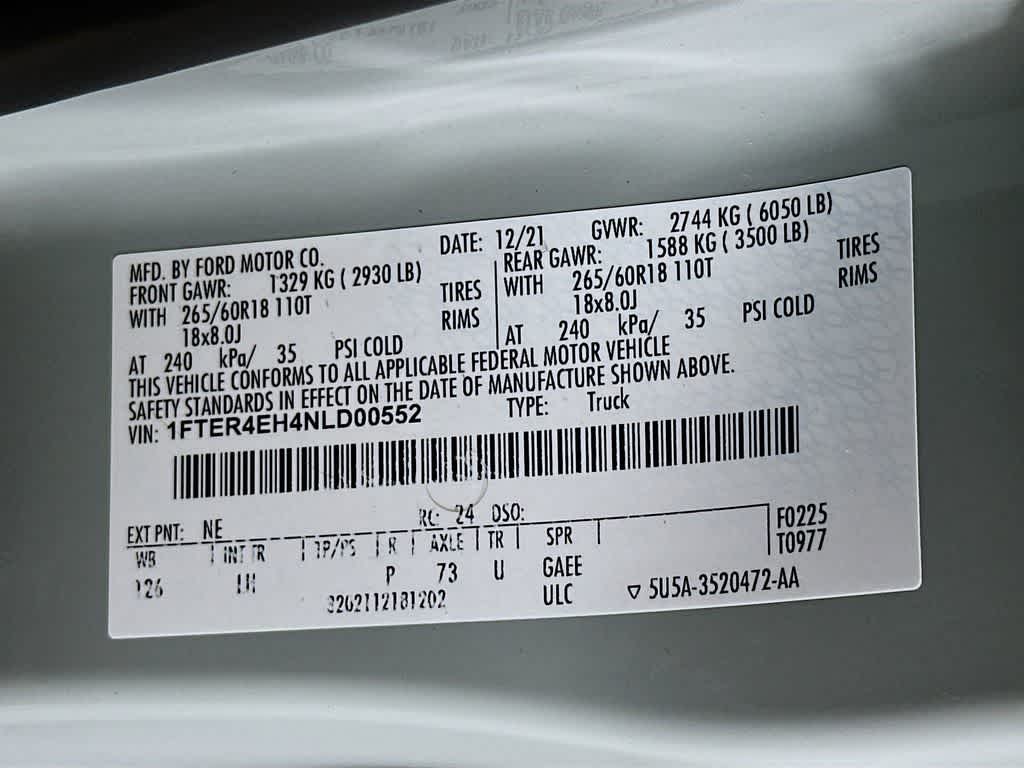 MFD. BY FORD MOTOR CO. DATE: 12/21 GVWR: 2744 KG ( 6050 LB)
FRONT GAWR: 1329 KG ( 2930 LB) REAR GAWR: 1588 KG ( 3500 LB)
WITH 265/60R18 110T TIRES WITH 265/60R18 110T TIRES
18x8.0J RIMS 18x8.0J RIMS
AT 240 kPa/ 35 PSI COLD AT 240 kPa/ 35 PSI COLD
THIS VEHICLE CONFORMS TO ALL APPLICABLE FEDERAL MOTOR VEHICLE
SAFETY STANDARDS IN EFFECT ON THE DATE OF MANUFACTURE SHOWN ABOVE.
VIN: 1FTER4EH4NLD00552 TYPE: Truck
EXT PNT: NE RC: 24 DSO: F0225
WB INT TR TP/PS R AXLE TR SPR T0977
126 LH P 73 U GAEE
ULC ▽ 5U5A-3520472-AA